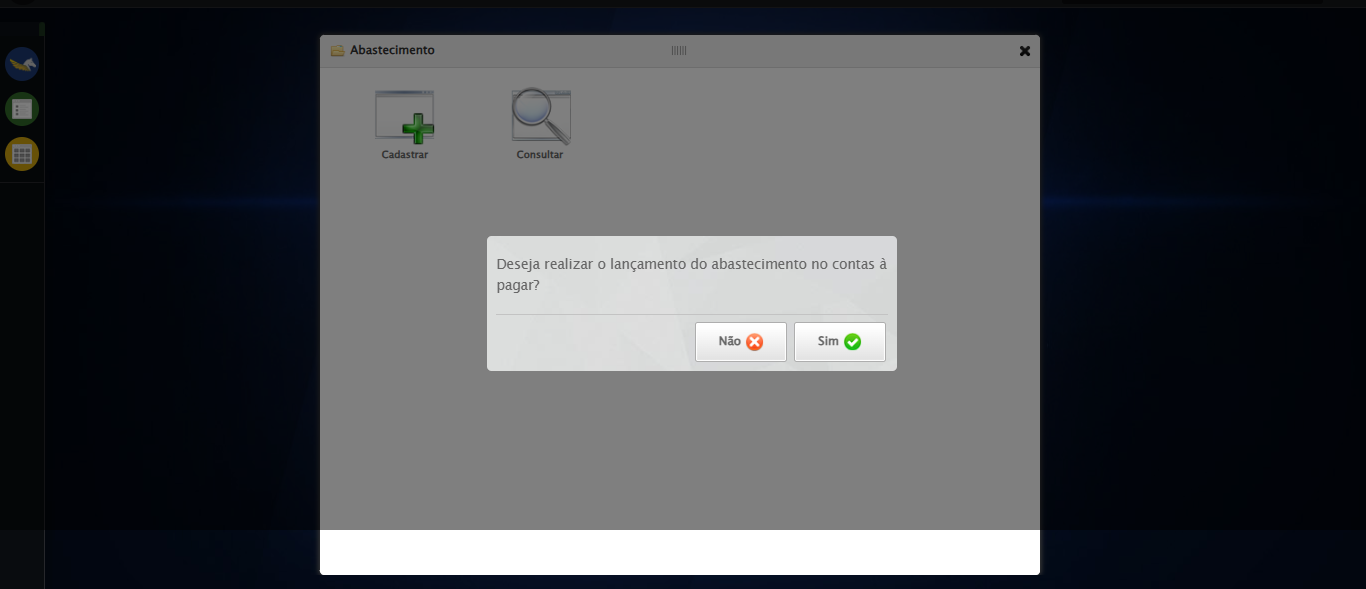 Abastecimento
Cadastrar
Consultar
Deseja realizar o lançamento do abastecimento no contas à
pagar?
Não
Sim